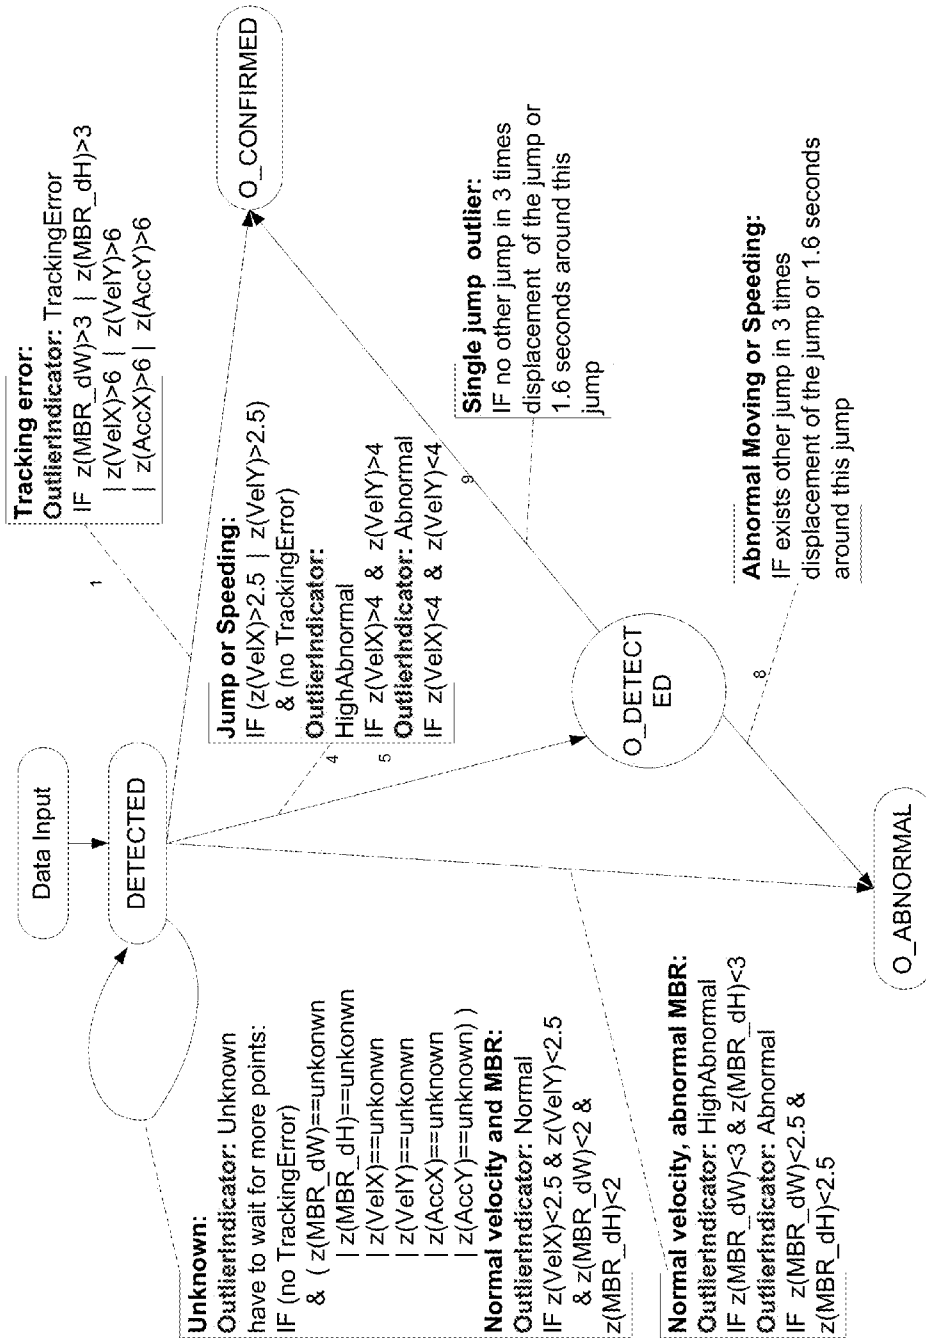 Data Input
DETECTED
Unknown:
OutlierIndicator: Unknown
have to wait for more points:
IF (no TrackingError)
& ( z(MBR_dW)==unkonwn
| z(MBR_dH)==unkonwn
| z(VelX)==unkonwn
| z(VelY)==unkonwn
| z(AccX)==unknown
| z(AccY)==unknown) )
Normal velocity and MBR:
OutlierIndicator: Normal
IF z(VelX)<2.5 & z(VelY)<2.5
& z(MBR_dW)<2 &
z(MBR_dH)<2
Normal velocity, abnormal MBR:
OutlierIndicator: HighAbnormal
IF z(MBR_dW)<3 & z(MBR_dH)<3
OutlierIndicator: Abnormal
IF z(MBR_dW)<2.5 &
z(MBR_dH)<2.5
Tracking error:
OutlierIndicator: TrackingError
IF z(MBR_dW)>3 | z(MBR_dH)>3
| z(VelX)>6 | z(VelY)>6
| z(AccX)>6 | z(AccY)>6
1
Jump or Speeding:
IF (z(VelX)>2.5 | z(VelY)>2.5)
& (no TrackingError)
OutlierIndicator:
HighAbnormal
IF z(VelX)>4 & z(VelY)>4
OutlierIndicator: Abnormal
IF z(VelX)<4 & z(VelY)<4
4
5
O_CONFIRMED
9
Single jump outlier:
IF no other jump in 3 times
displacement of the jump or
1.6 seconds around this
jump
O_DETECT
ED
8
Abnormal Moving or Speeding:
IF exists other jump in 3 times
displacement of the jump or 1.6 seconds
around this jump
O_ABNORMAL